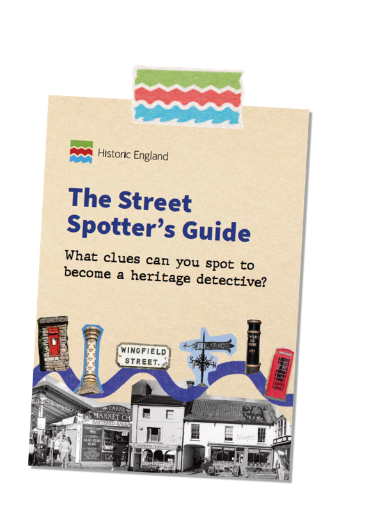 Historic England
The Street
Spotter's Guide
What clues can you spot to
become a heritage detective?
WINGFIELD
STREET.
MARKET